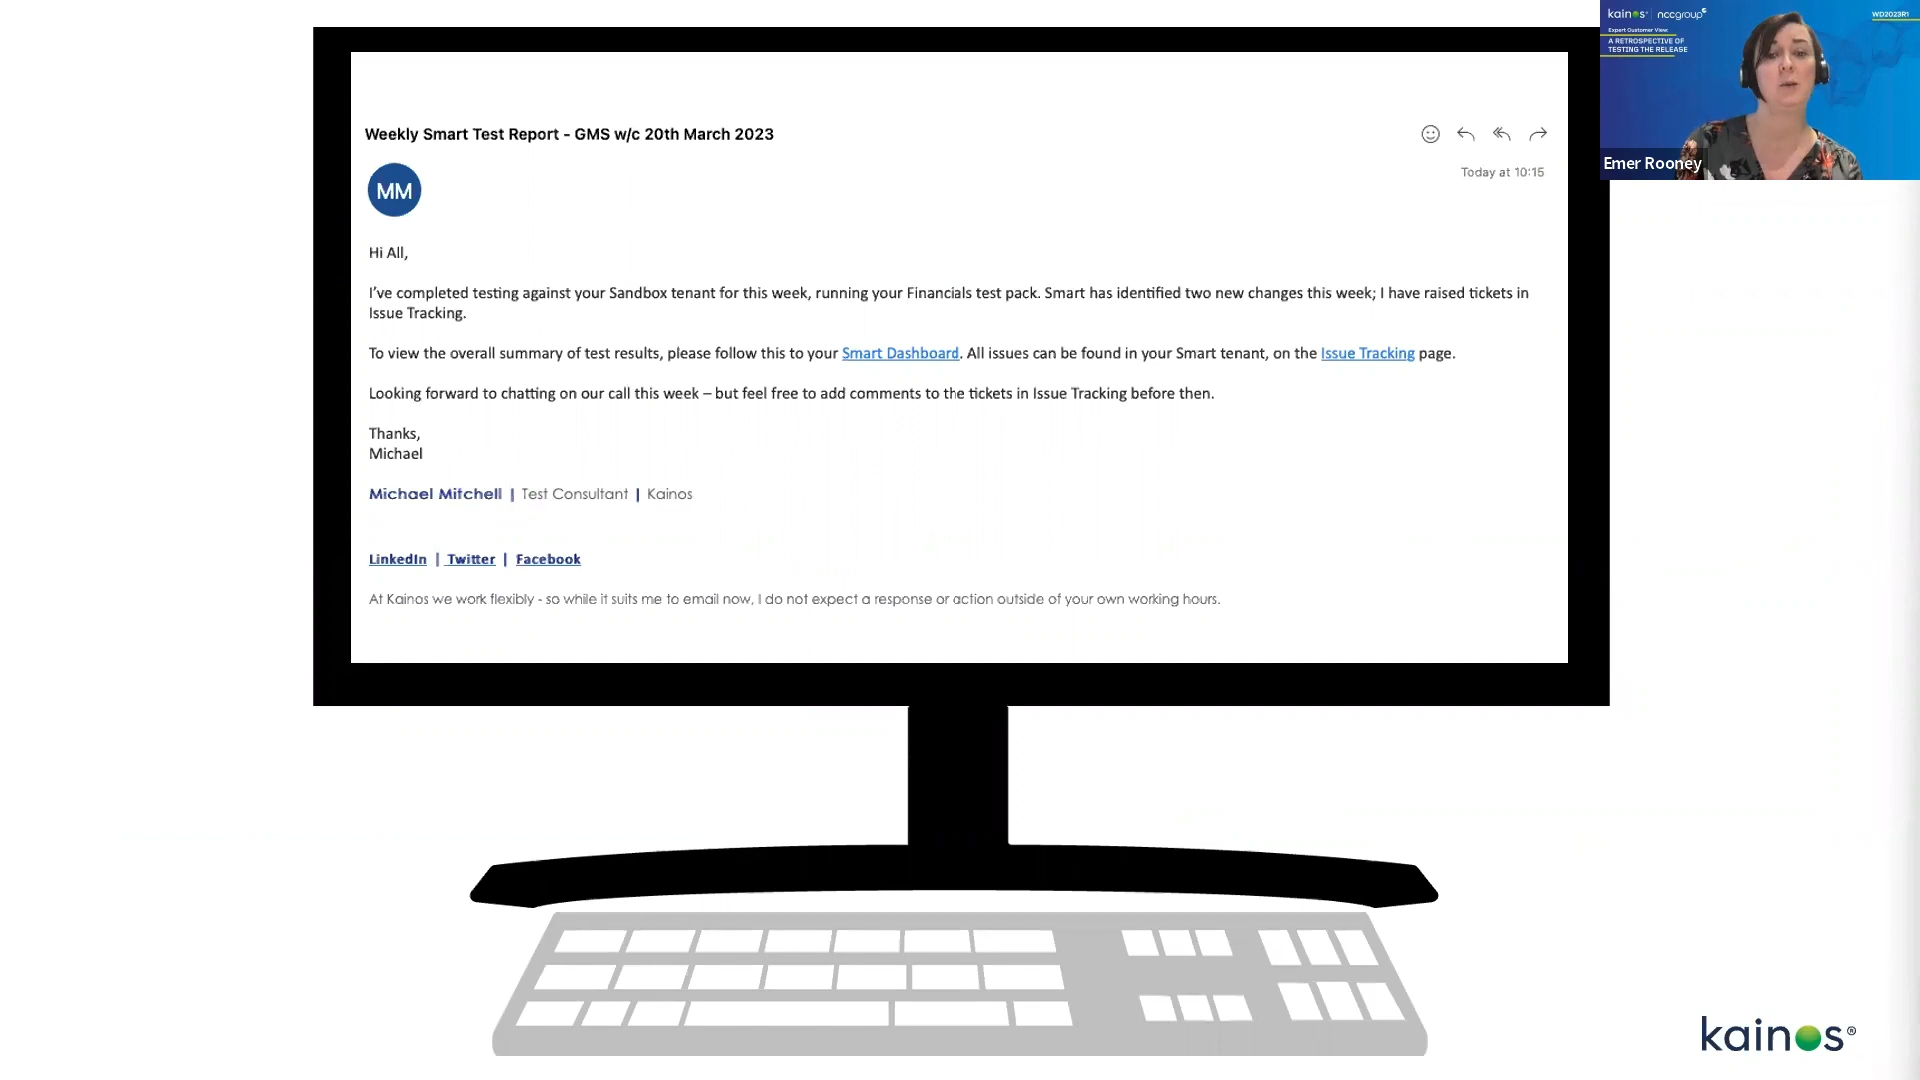 Weekly Smart Test Report - GMS w/c 20th March 2023
Today at 10:15
MM
Hi All,
I’ve completed testing against your Sandbox tenant for this week, running your Financials test pack. Smart has identified two new changes this week; I have raised tickets in
Issue Tracking.
To view the overall summary of test results, please follow this to your Smart Dashboard. All issues can be found in your Smart tenant, on the Issue Tracking page.
Looking forward to chatting on our call this week – but feel free to add comments to the tickets in Issue Tracking before then.
Thanks,
Michael
Michael Mitchell | Test Consultant | Kainos
LinkedIn | Twitter | Facebook
At Kainos we work flexibly - so while it suits me to email now, I do not expect a response or action outside of your own working hours.
kainos | nccgroup
WD2023R1
Expert Customer View:
A RETROSPECTIVE OF
TESTING THE RELEASE
Emer Rooney
kainos®